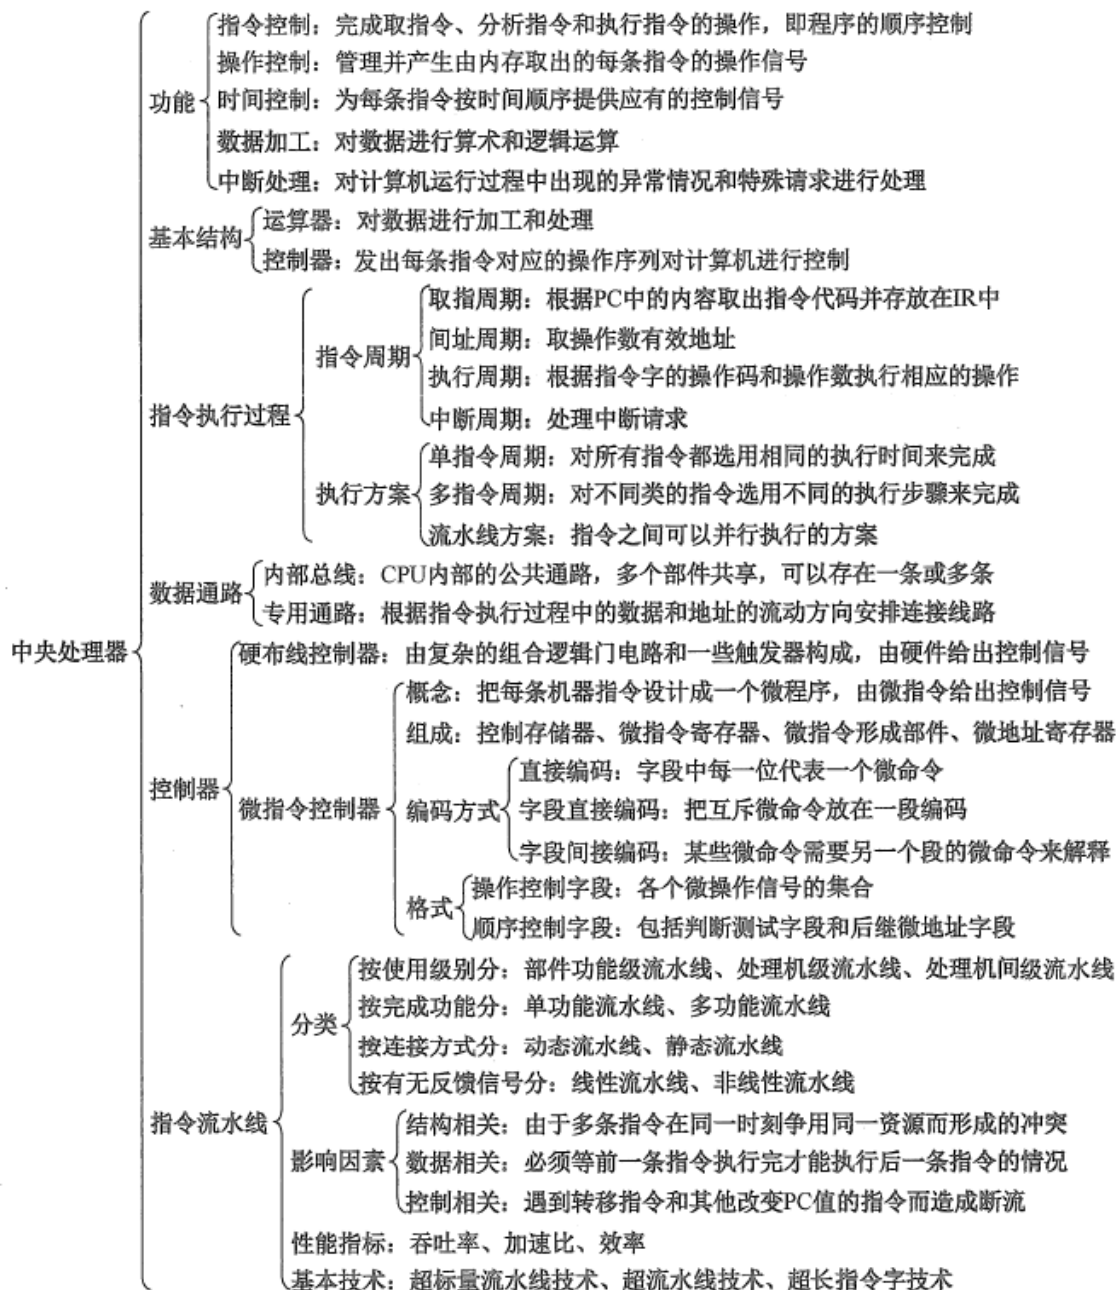 指令控制：完成取指令、分析指令和执行指令的操作，即程序的顺序控制
操作控制：管理并产生由内存取出的每条指令的操作信号
功能
时间控制：为每条指令按时间顺序提供应有的控制信号
数据加工：对数据进行算术和逻辑运算
中断处理：对计算机运行过程中出现的异常情况和特殊请求进行处理
基本结构
运算器：对数据进行加工和处理
控制器：发出每条指令对应的操作序列对计算机进行控制
指令执行过程
指令周期
取指周期：根据PC中的内容取出指令代码并存放在IR中
间址周期：取操作数有效地址
执行周期：根据指令字的操作码和操作数执行相应的操作
中断周期：处理中断请求
执行方案
单指令周期：对所有指令都选用相同的执行时间来完成
多指令周期：对不同类的指令选用不同的执行步骤来完成
流水线方案：指令之间可以并行执行的方案
数据通路
内部总线：CPU内部的公共通路，多个部件共享，可以存在一条或多条
专用通路：根据指令执行过程中的数据和地址的流动方向安排连接线路
中央处理器
控制器
硬布线控制器：由复杂的组合逻辑门电路和一些触发器构成，由硬件给出控制信号
微指令控制器
概念：把每条机器指令设计成一个微程序，由微指令给出控制信号
组成：控制存储器、微指令寄存器、微指令形成部件、微地址寄存器
编码方式
直接编码：字段中每一位代表一个微命令
字段直接编码：把互斥微命令放在一段编码
字段间接编码：某些微命令需要另一个段的微命令来解释
格式
操作控制字段：各个微操作信号的集合
顺序控制字段：包括判断测试字段和后继微地址字段
指令流水线
分类
按使用级别分：部件功能级流水线、处理机级流水线、处理机间级流水线
按完成功能分：单功能流水线、多功能流水线
按连接方式分：动态流水线、静态流水线
按有无反馈信号分：线性流水线、非线性流水线
影响因素
结构相关：由于多条指令在同一时刻争用同一资源而形成的冲突
数据相关：必须等前一条指令执行完才能执行后一条指令的情况
控制相关：遇到转移指令和其他改变PC值的指令而造成断流
性能指标：吞吐率、加速比、效率
基本技术：超标量流水线技术、超流水线技术、超长指令字技术